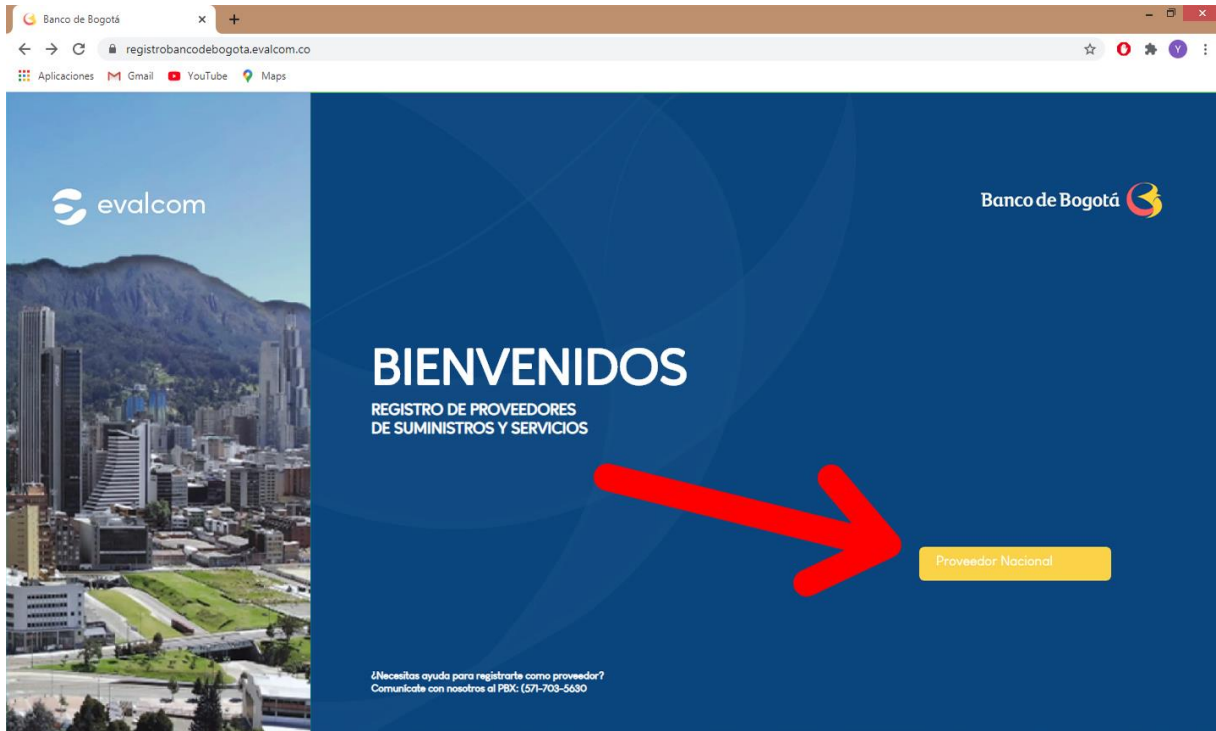 Banco de Bogotá
registrobancodebogota.evalcom.co
Y
Aplicaciones Gmail YouTube Maps
evalcom
Banco de Bogotá
BIENVENIDOS
REGISTRO DE PROVEEDORES
DE SUMINISTROS Y SERVICIOS
Proveedor Nacional
¿Necesitas ayuda para registrarte como proveedor?
Comunícate con nosotros al PBX: (571-703-5630